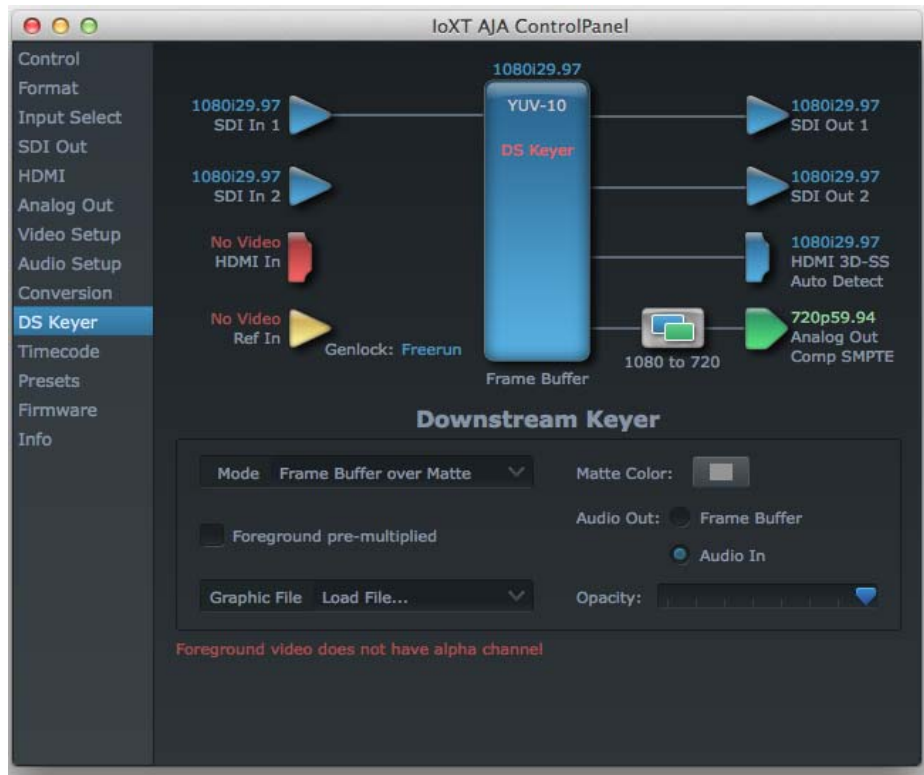 IoXT AJA ControlPanel
Control
Format
Input Select
SDI Out
HDMI
Analog Out
Video Setup
Audio Setup
Conversion
DS Keyer
Timecode
Presets
Firmware
Info
1080i29.97
YUV-10
DS Keyer
Frame Buffer
1080i29.97
SDI In 1
1080i29.97
SDI In 2
No Video
HDMI In
No Video
Ref In
Genlock: Freerun
1080i29.97
SDI Out 1
1080i29.97
SDI Out 2
1080i29.97
HDMI 3D-SS
Auto Detect
1080 to 720
720p59.94
Analog Out
Comp SMPTE
Downstream Keyer
Mode Frame Buffer over Matte
Matte Color:
Foreground pre-multiplied
Audio Out: Frame Buffer
Audio In
Graphic File Load File...
Opacity:
Foreground video does not have alpha channel